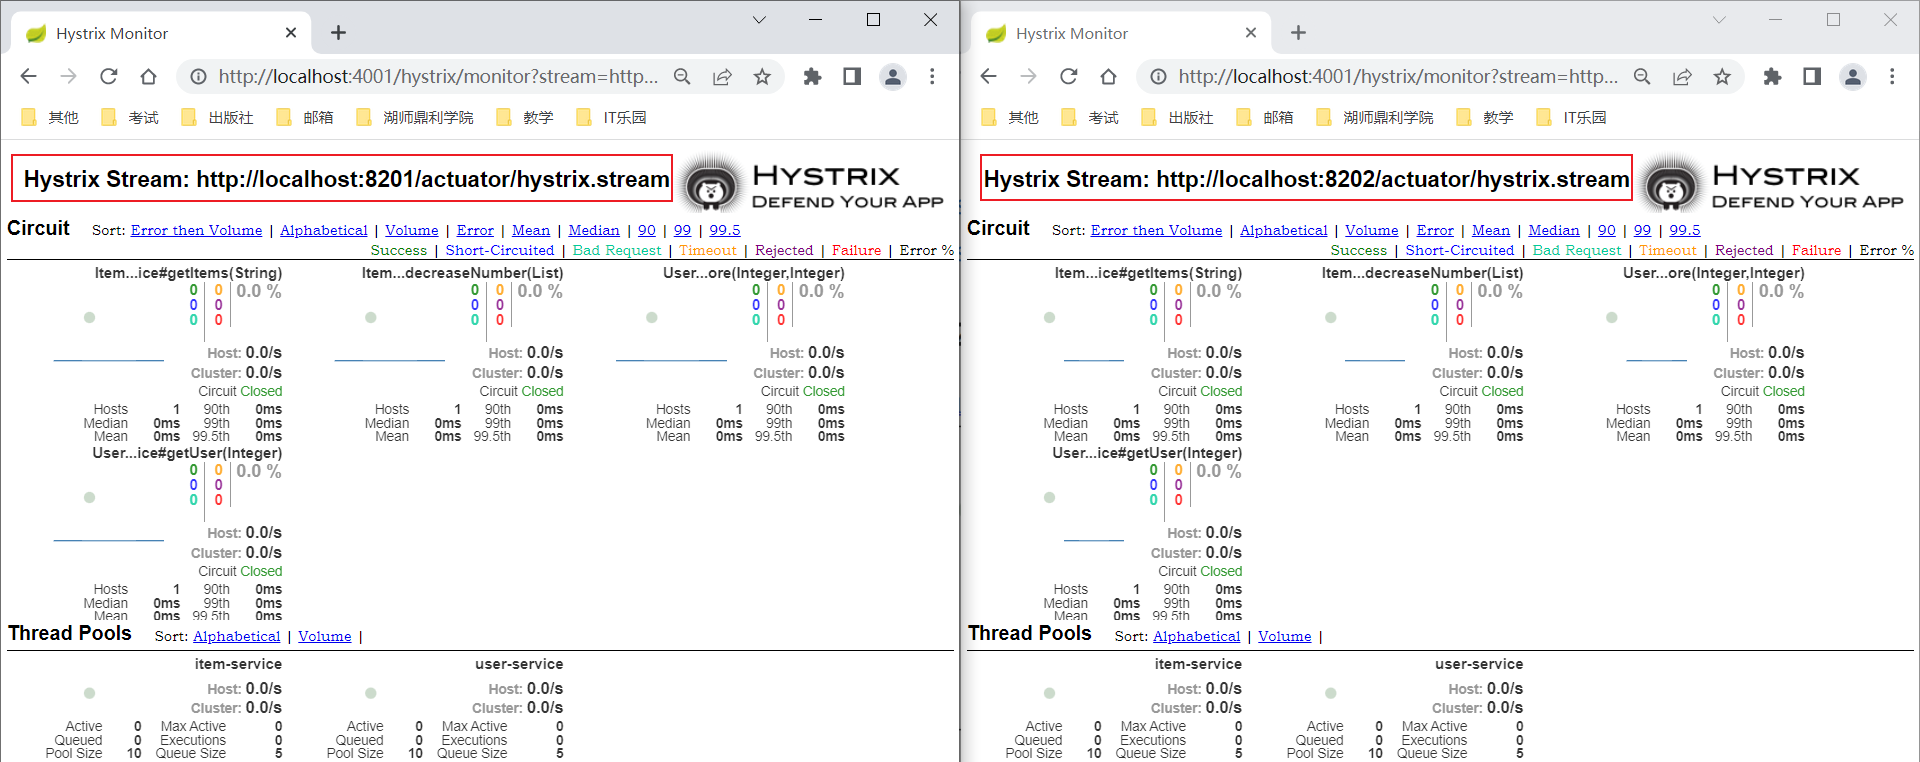 Hystrix Monitor
http://localhost:4001/hystrix/monitor?stream=http...
其他 考试 出版社 邮箱 湖师鼎利学院 教学 IT乐园
Hystrix Stream: http://localhost:8201/actuator/hystrix.stream
HYSTRIX
DEFEND YOUR APP
Circuit Sort: Error then Volume | Alphabetical | Volume | Error | Mean | Median | 90 | 99 | 99.5
Success | Short-Circuited | Bad Request | Timeout | Rejected | Failure | Error %
Item...ice#getItems(String) Item...decreaseNumber(List) User...ore(Integer,Integer)
0 0 0.0 % 0 0 0.0 % 0 0 0.0 %
0 0 0 0 0 0
0 0 0 0 0 0
Host: 0.0/s Host: 0.0/s Host: 0.0/s
Cluster: 0.0/s Cluster: 0.0/s Cluster: 0.0/s
Circuit Closed Circuit Closed Circuit Closed
Hosts 1 90th 0ms Hosts 1 90th 0ms Hosts 1 90th 0ms
Median 0ms 99th 0ms Median 0ms 99th 0ms Median 0ms 99th 0ms
Mean 0ms 99.5th 0ms Mean 0ms 99.5th 0ms Mean 0ms 99.5th 0ms
User...ice#getUser(Integer)
0 0 0.0 %
0 0
0 0
Host: 0.0/s
Cluster: 0.0/s
Circuit Closed
Hosts 1 90th 0ms
Median 0ms 99th 0ms
Mean 0ms 99.5th 0ms
Thread Pools Sort: Alphabetical | Volume |
item-service user-service
Host: 0.0/s Host: 0.0/s
Cluster: 0.0/s Cluster: 0.0/s
Active 0 Max Active 0 Active 0 Max Active 0
Queued 0 Executions 0 Queued 0 Executions 0
Pool Size 10 Queue Size 5 Pool Size 10 Queue Size 5
Hystrix Monitor
http://localhost:4001/hystrix/monitor?stream=http...
其他 考试 出版社 邮箱 湖师鼎利学院 教学 IT乐园
Hystrix Stream: http://localhost:8202/actuator/hystrix.stream
HYSTRIX
DEFEND YOUR APP
Circuit Sort: Error then Volume | Alphabetical | Volume | Error | Mean | Median | 90 | 99 | 99.5
Success | Short-Circuited | Bad Request | Timeout | Rejected | Failure | Error %
Item...ice#getItems(String) Item...decreaseNumber(List) User...ore(Integer,Integer)
0 0 0.0 % 0 0 0.0 % 0 0 0.0 %
0 0 0 0 0 0
0 0 0 0 0 0
Host: 0.0/s Host: 0.0/s Host: 0.0/s
Cluster: 0.0/s Cluster: 0.0/s Cluster: 0.0/s
Circuit Closed Circuit Closed Circuit Closed
Hosts 1 90th 0ms Hosts 1 90th 0ms Hosts 1 90th 0ms
Median 0ms 99th 0ms Median 0ms 99th 0ms Median 0ms 99th 0ms
Mean 0ms 99.5th 0ms Mean 0ms 99.5th 0ms Mean 0ms 99.5th 0ms
User...ice#getUser(Integer)
0 0 0.0 %
0 0
0 0
Host: 0.0/s
Cluster: 0.0/s
Circuit Closed
Hosts 1 90th 0ms
Median 0ms 99th 0ms
Mean 0ms 99.5th 0ms
Thread Pools Sort: Alphabetical | Volume |
item-service user-service
Host: 0.0/s Host: 0.0/s
Cluster: 0.0/s Cluster: 0.0/s
Active 0 Max Active 0 Active 0 Max Active 0
Queued 0 Executions 0 Queued 0 Executions 0
Pool Size 10 Queue Size 5 Pool Size 10 Queue Size 5